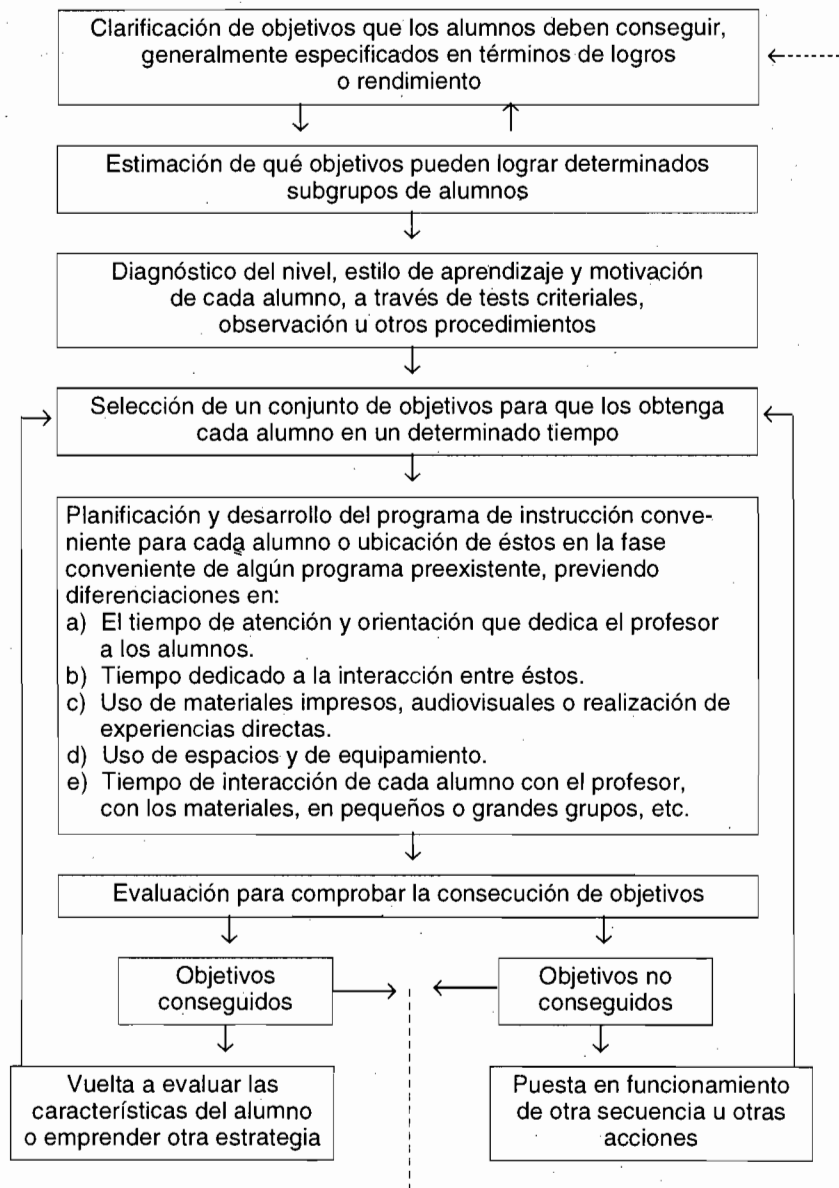 Clarificación de objetivos que los alumnos deben conseguir,
generalmente especificados en términos de logros
o rendimiento
Estimación de qué objetivos pueden lograr determinados
subgrupos de alumnos
Diagnóstico del nivel, estilo de aprendizaje y motivación
de cada alumno, a través de tests criteriales,
observación u otros procedimientos
Selección de un conjunto de objetivos para que los obtenga
cada alumno en un determinado tiempo
Planificación y desarrollo del programa de instrucción conve-
niente para cada alumno o ubicación de éstos en la fase
conveniente de algún programa preexistente, previendo
diferenciaciones en:
a) El tiempo de atención y orientación que dedica el profesor
a los alumnos.
b) Tiempo dedicado a la interacción entre éstos.
c) Uso de materiales impresos, audiovisuales o realización de
experiencias directas.
d) Uso de espacios y de equipamiento.
e) Tiempo de interacción de cada alumno con el profesor,
con los materiales, en pequeños o grandes grupos, etc.
Evaluación para comprobar la consecución de objetivos
Objetivos
conseguidos
Objetivos no
conseguidos
Vuelta a evaluar las
características del alumno
o emprender otra estrategia
Puesta en funcionamiento
de otra secuencia u otras
acciones